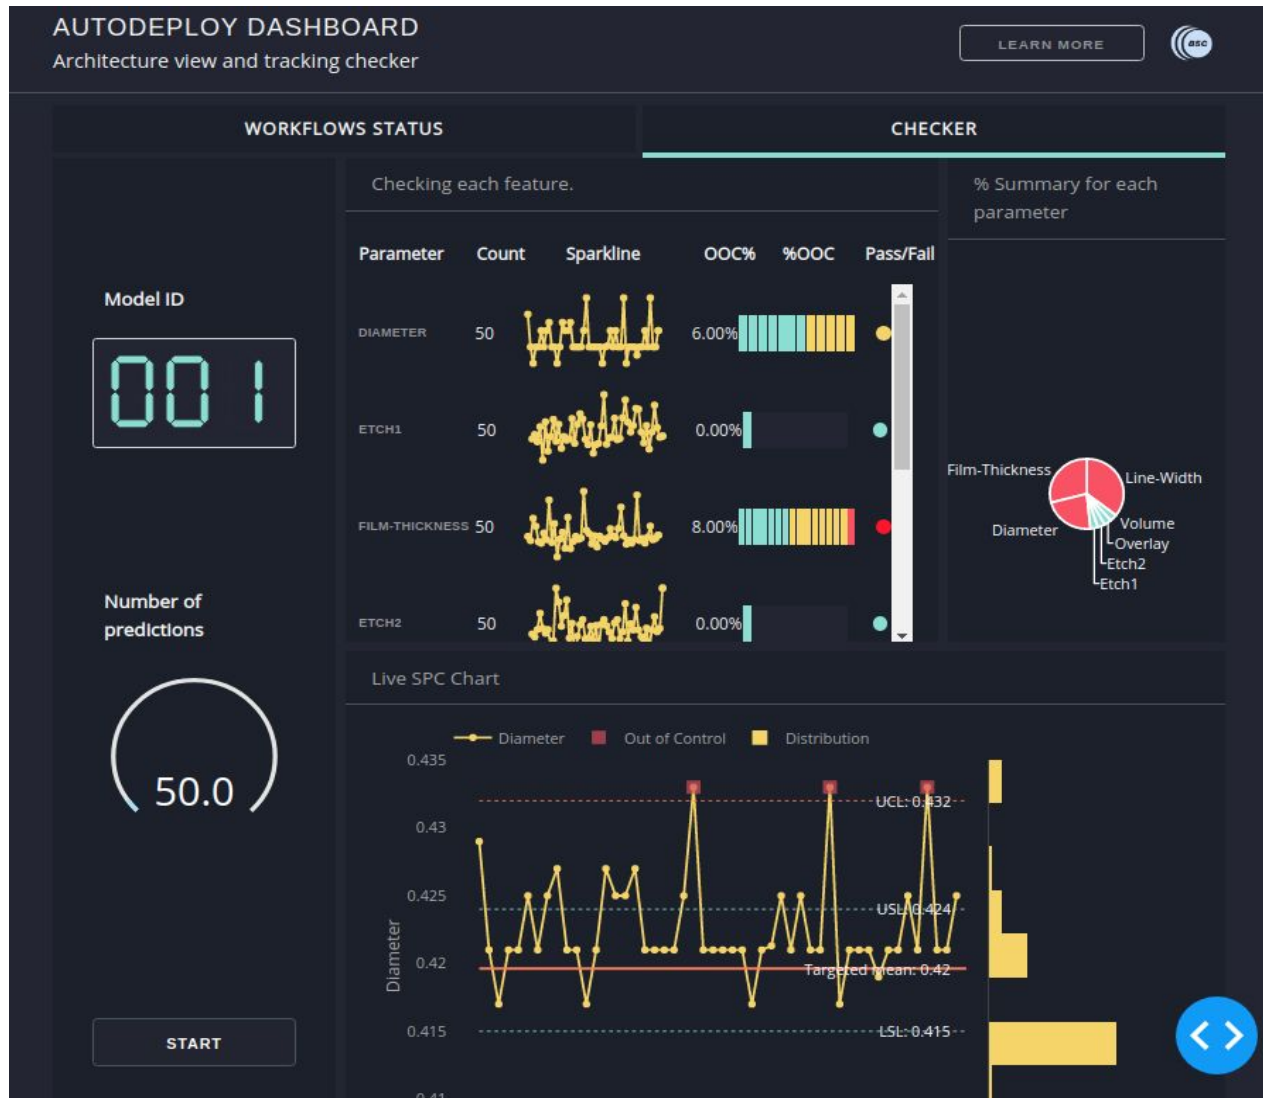 AUTODEPLOY DASHBOARD
Architecture view and tracking checker
LEARN MORE
asc
WORKFLOWS STATUS
CHECKER
Model ID
001
Number of
predictions
50.0
START
Checking each feature.
Parameter Count Sparkline OOC% %OOC Pass/Fail
DIAMETER 50 6.00%
ETCH1 50 0.00%
FILM-THICKNESS 50 8.00%
ETCH2 50 0.00%
% Summary for each
parameter
Film-Thickness
Line-Width
Diameter
Volume
Overlay
Etch2
Etch1
Live SPC Chart
Diameter Out of Control Distribution
0.435
UCL: 0.432
0.43
0.425
USL: 0.424
Diameter
0.42
Targeted mean: 0.42
0.415
LSL: 0.415
0.41